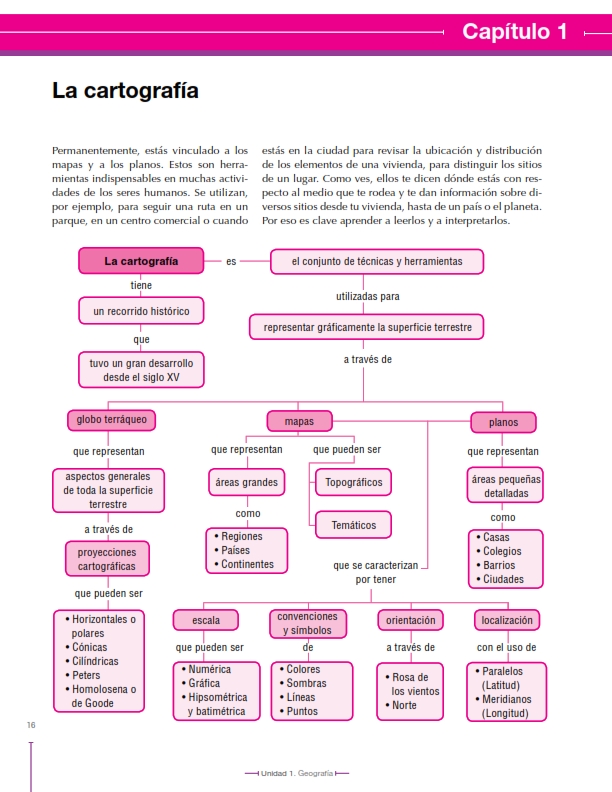 Capítulo 1
La cartografía
Permanentemente, estás vinculado a los
mapas y a los planos. Estos son herra-
mientas indispensables en muchas activi-
dades de los seres humanos. Se utilizan,
por ejemplo, para seguir una ruta en un
parque, en un centro comercial o cuando
estás en la ciudad para revisar la ubicación y distribución
de los elementos de una vivienda, para distinguir los sitios
de un lugar. Como ves, ellos te dicen dónde estás con res-
pecto al medio que te rodea y te dan información sobre di-
versos sitios desde tu vivienda, hasta de un país o el planeta.
Por eso es clave aprender a leerlos y a interpretarlos.
La cartografía
es
el conjunto de técnicas y herramientas
tiene
un recorrido histórico
que
tuvo un gran desarrollo
desde el siglo XV
utilizadas para
representar gráficamente la superficie terrestre
a través de
globo terráqueo
que representan
aspectos generales
de toda la superficie
terrestre
a través de
proyecciones
cartográficas
que pueden ser
• Horizontales o
polares
• Cónicas
• Cilíndricas
• Peters
• Homolosena o
de Goode
mapas
que representan
áreas grandes
como
• Regiones
• Países
• Continentes
que pueden ser
Topográficos
Temáticos
planos
que representan
áreas pequeñas
detalladas
como
• Casas
• Colegios
• Barrios
• Ciudades
que se caracterizan
por tener
escala
que pueden ser
• Numérica
• Gráfica
• Hipsométrica
y batimétrica
convenciones
y símbolos
de
• Colores
• Sombras
• Líneas
• Puntos
orientación
a través de
• Rosa de
los vientos
• Norte
localización
con el uso de
• Paralelos
(Latitud)
• Meridianos
(Longitud)
16
Unidad 1. Geografía